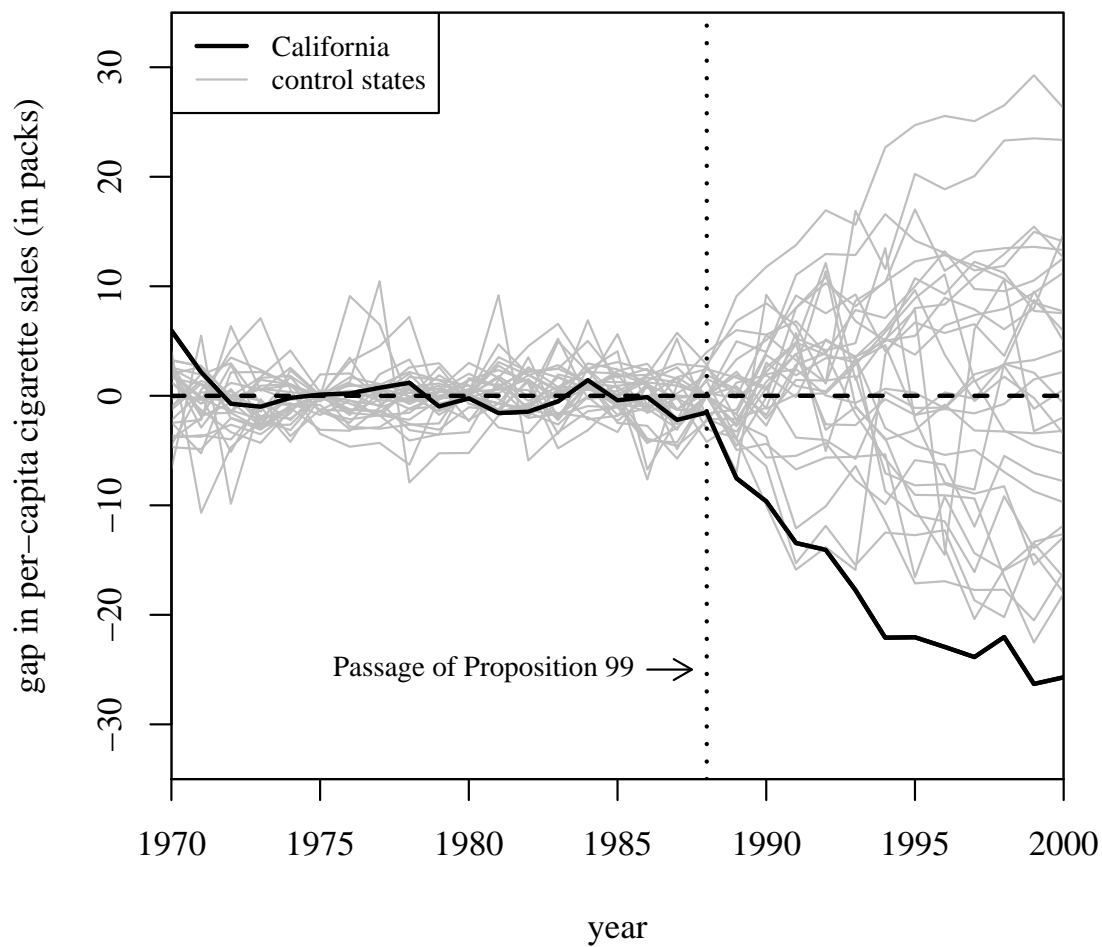 California
control states
gap in per−capita cigarette sales (in packs)
30
20
10
0
−10
−20
−30
Passage of Proposition 99
1970 1975 1980 1985 1990 1995 2000
year